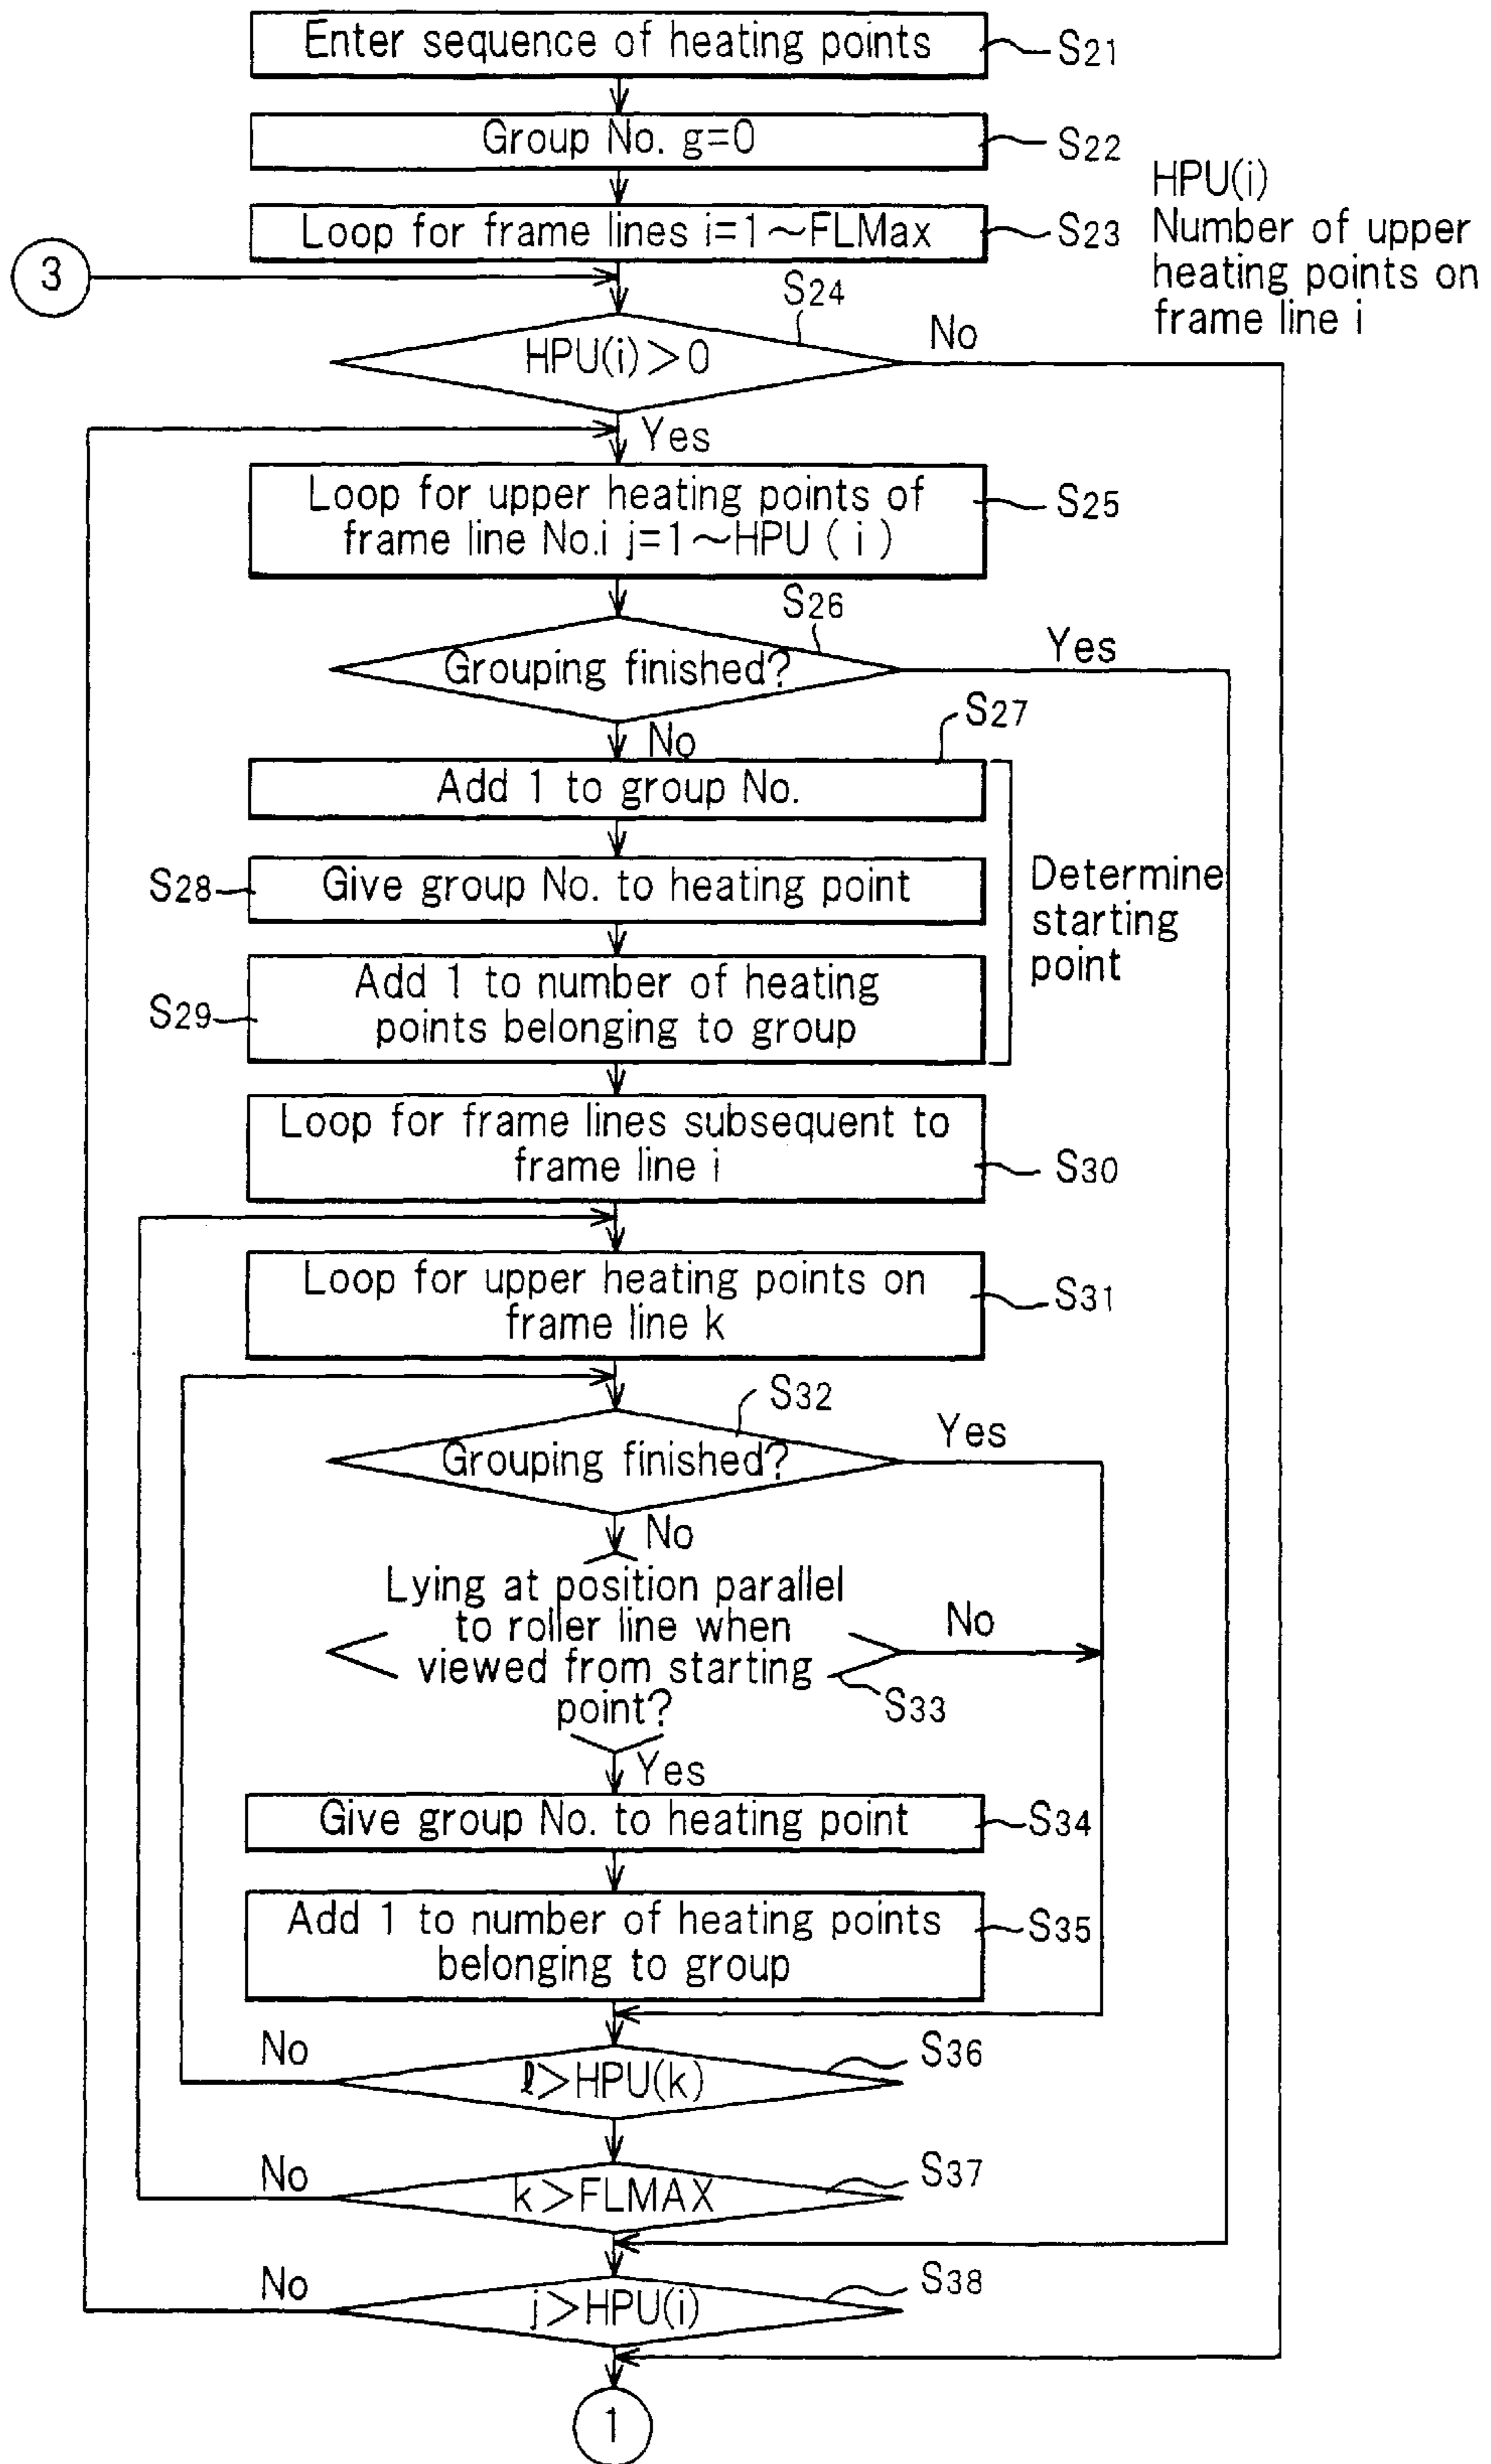 Enter sequence of heating points
S21
Group No. g=0
S22
HPU(i)
Number of upper
heating points on
frame line i
Loop for frame lines i=1~FLMax
S23
3
S24
HPU(i)>0
No
Yes
Loop for upper heating points of
frame line No.i j=1~HPU ( i )
S25
S26
Grouping finished?
Yes
No
S27
Add 1 to group No.
S28
Give group No. to heating point
Determine
starting
point
S29
Add 1 to number of heating
points belonging to group
Loop for frame lines subsequent to
frame line i
S30
Loop for upper heating points on
frame line k
S31
S32
Grouping finished?
Yes
No
Lying at position parallel
to roller line when
viewed from starting
point?
No
S33
Yes
Give group No. to heating point
S34
Add 1 to number of heating points
belonging to group
S35
No
ℓ>HPU(k)
S36
No
k>FLMAX
S37
No
j>HPU(i)
S38
1